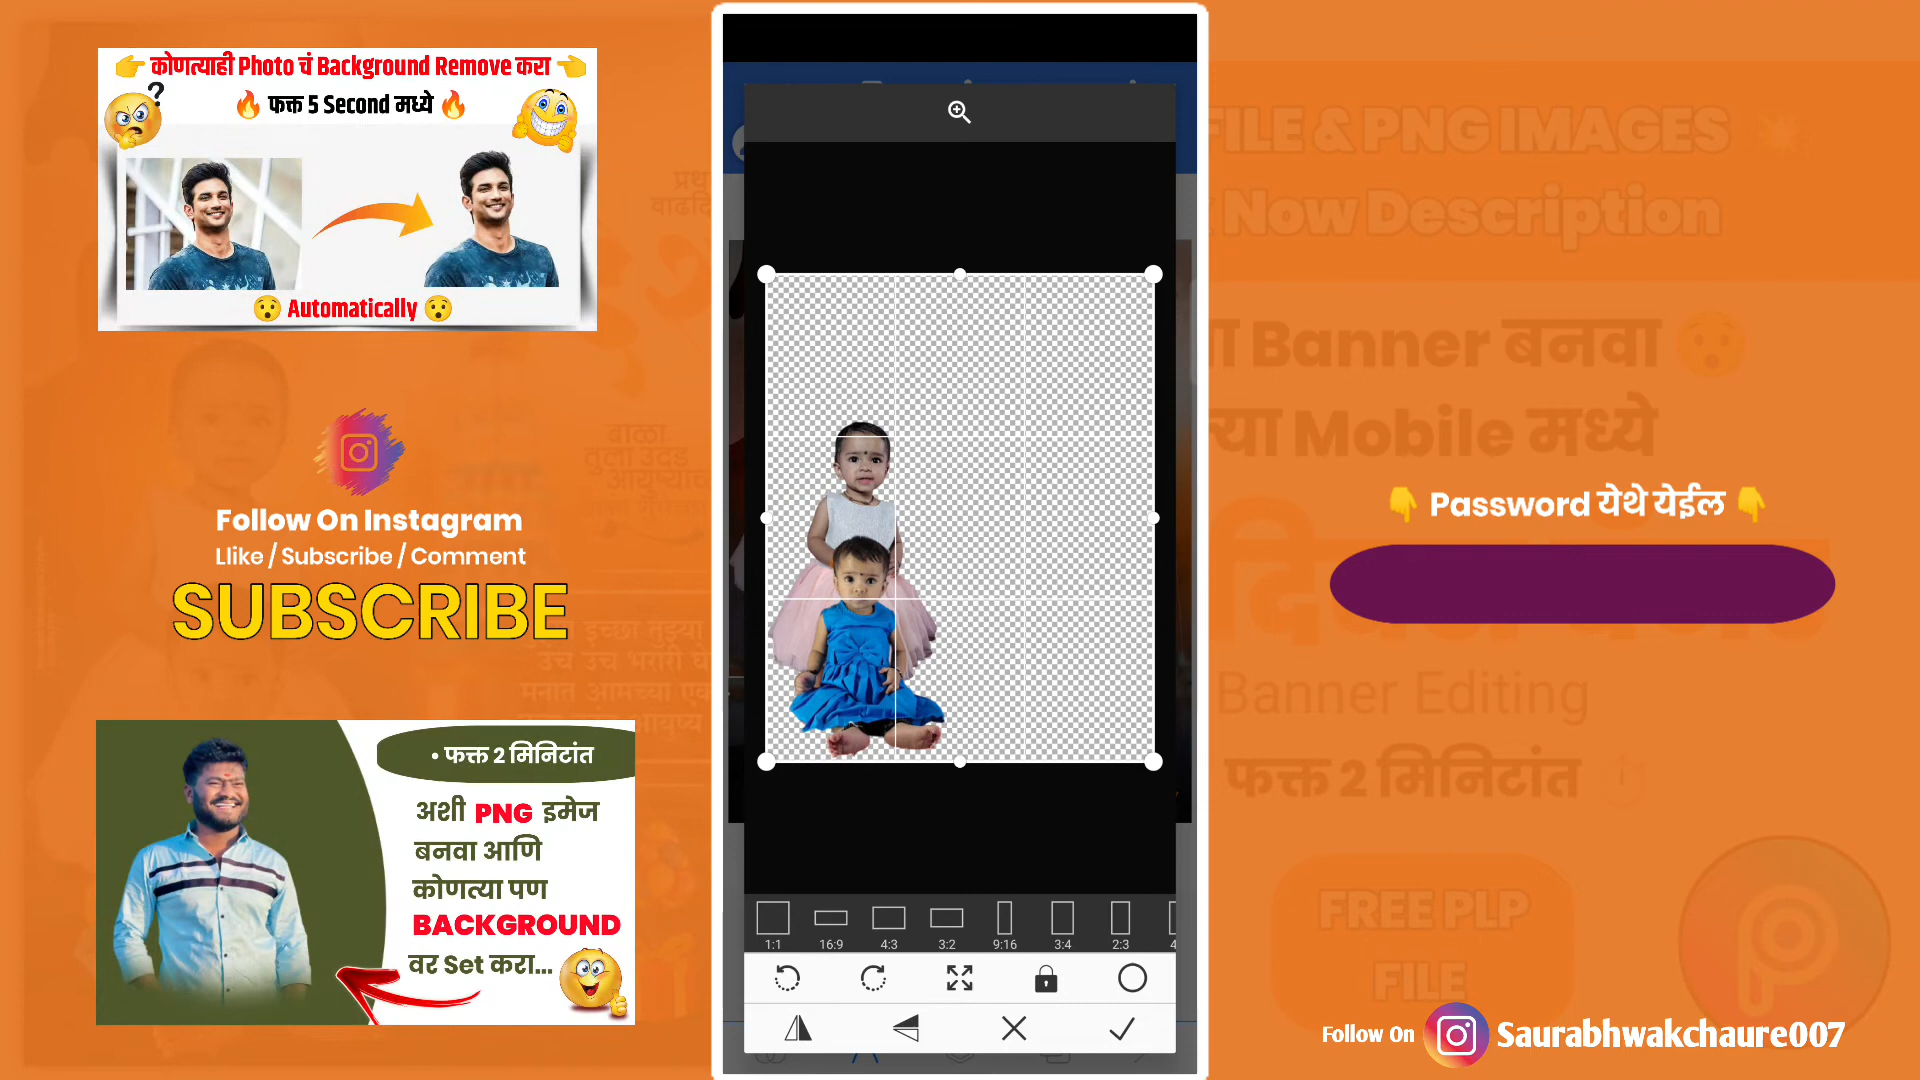 कोणत्याही Photo चं Background Remove करा
फक्त 5 Second मध्ये
Automatically
Follow On Instagram
Llike / Subscribe / Comment
SUBSCRIBE
• फक्त 2 मिनिटांत
अशी PNG इमेज
बनवा आणि
कोणत्या पण
BACKGROUND
वर Set करा...
1:1 16:9 4:3 3:2 9:16 3:4 2:3
FILE & PNG IMAGES
Now Description
Banner बनवा
Mobile मध्ये
Password येथे येईल
Banner Editing
फक्त 2 मिनिटांत
FREE PLP
FILE
Follow On Saurabhwakchaure007